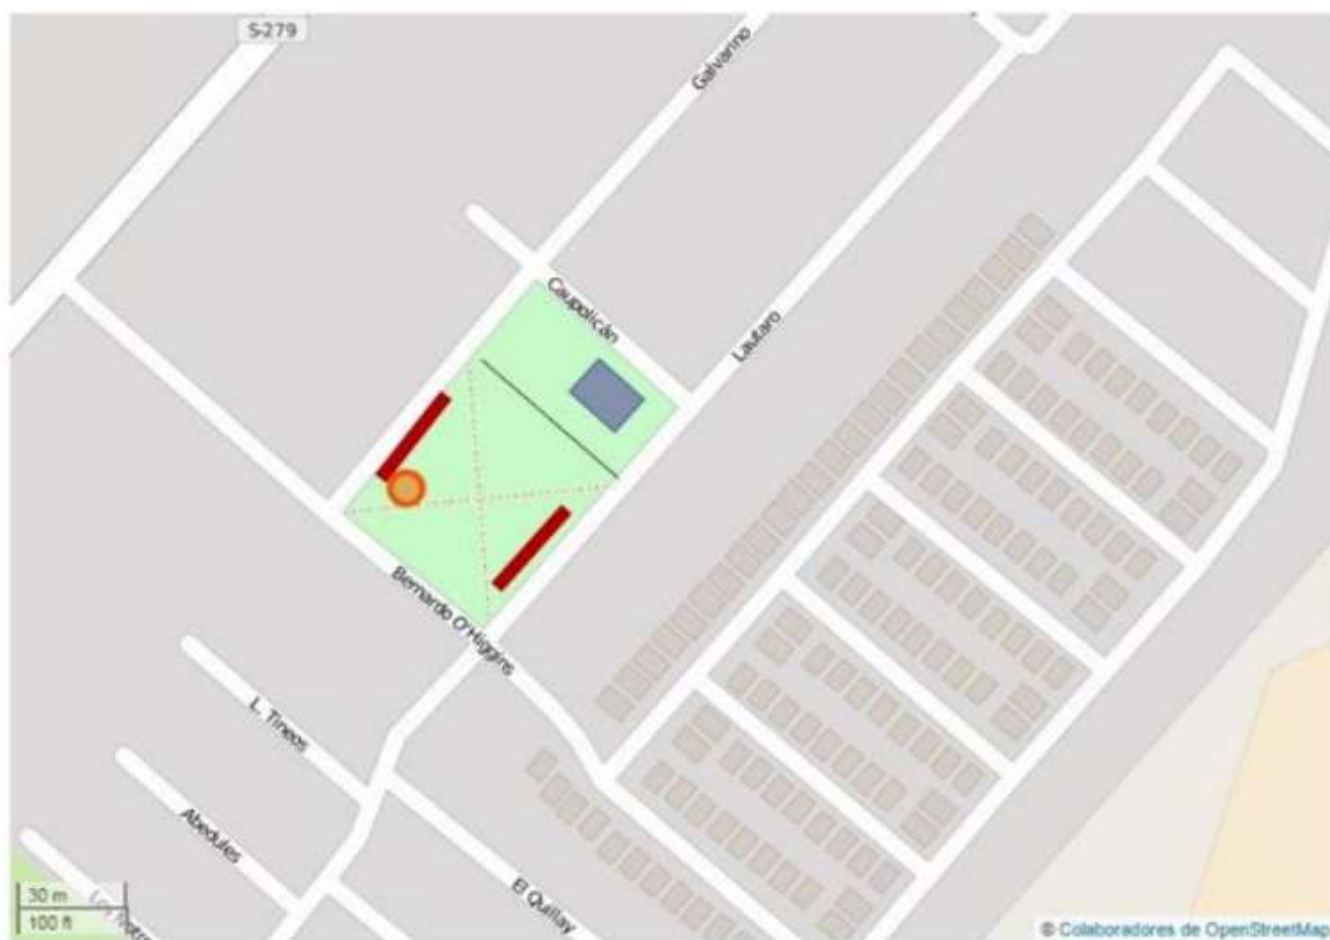 S-279
Galvarino
Caupolicán
Lautaro
Bernardo O'Higgins
L. Tineos
Abedules
El Quillay
30 m
100 ft
© Colaboradores de OpenStreetMap